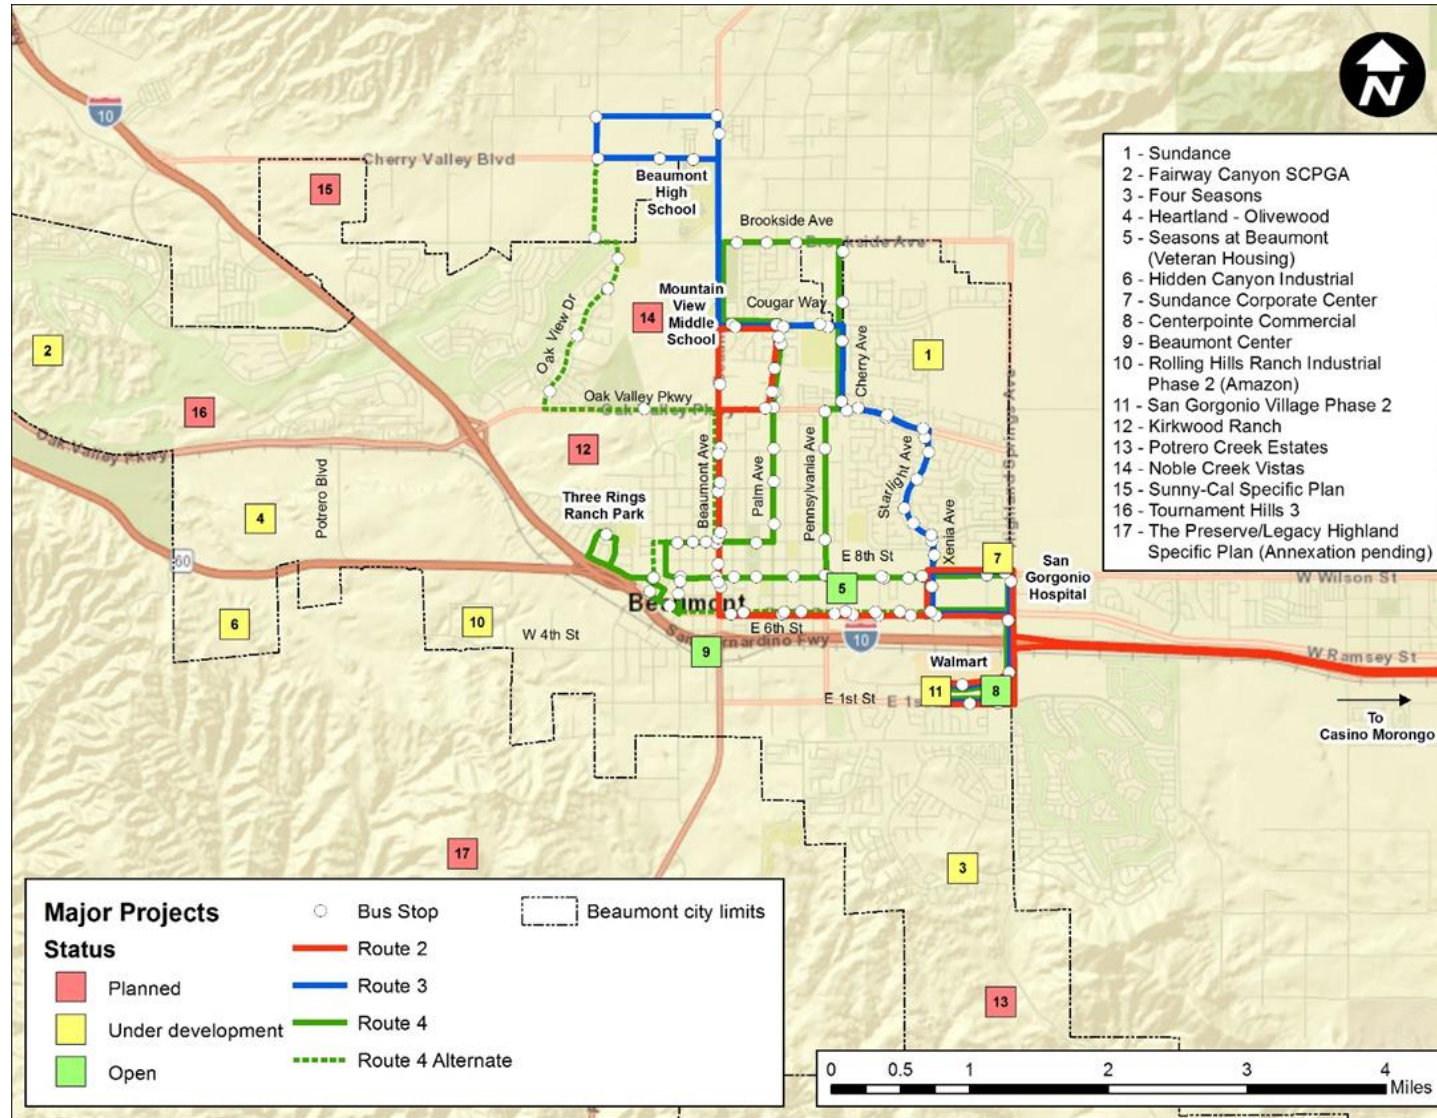 N
10
Cherry Valley Blvd
15
Beaumont
High
School
Brookside Ave
Brookside Ave
1 - Sundance
2 - Fairway Canyon SCPGA
3 - Four Seasons
4 - Heartland - Olivewood
5 - Seasons at Beaumont
(Veteran Housing)
6 - Hidden Canyon Industrial
7 - Sundance Corporate Center
8 - Centerpointe Commercial
9 - Beaumont Center
10 - Rolling Hills Ranch Industrial
Phase 2 (Amazon)
11 - San Gorgonio Village Phase 2
12 - Kirkwood Ranch
13 - Potrero Creek Estates
14 - Noble Creek Vistas
15 - Sunny-Cal Specific Plan
16 - Tournament Hills 3
17 - The Preserve/Legacy Highland
Specific Plan (Annexation pending)
Mountain
View
Middle
School
Cougar Way
14
Oak View Dr
Cherry Ave
1
2
16
Oak Valley Pkwy
Oak Valley Pkwy
Oak Valley Pkwy
12
Potrero Blvd
4
Three Rings
Ranch Park
Beaumont Ave
Palm Ave
Pennsylvania Ave
Starlight Ave
Xenia Ave
Highland Springs Ave
E 8th St
7
San
Gorgonio
Hospital
W Wilson St
60
5
Beaumont
6
10
W 4th St
E 6th St
San Bernardino Fwy
10
9
Walmart
W Ramsey St
11
8
E 1st St
To
Casino Morongo
17
3
13
Major Projects
Status
Planned
Under development
Open
Bus Stop
Route 2
Route 3
Route 4
Route 4 Alternate
Beaumont city limits
0 0.5 1 2 3 4
Miles